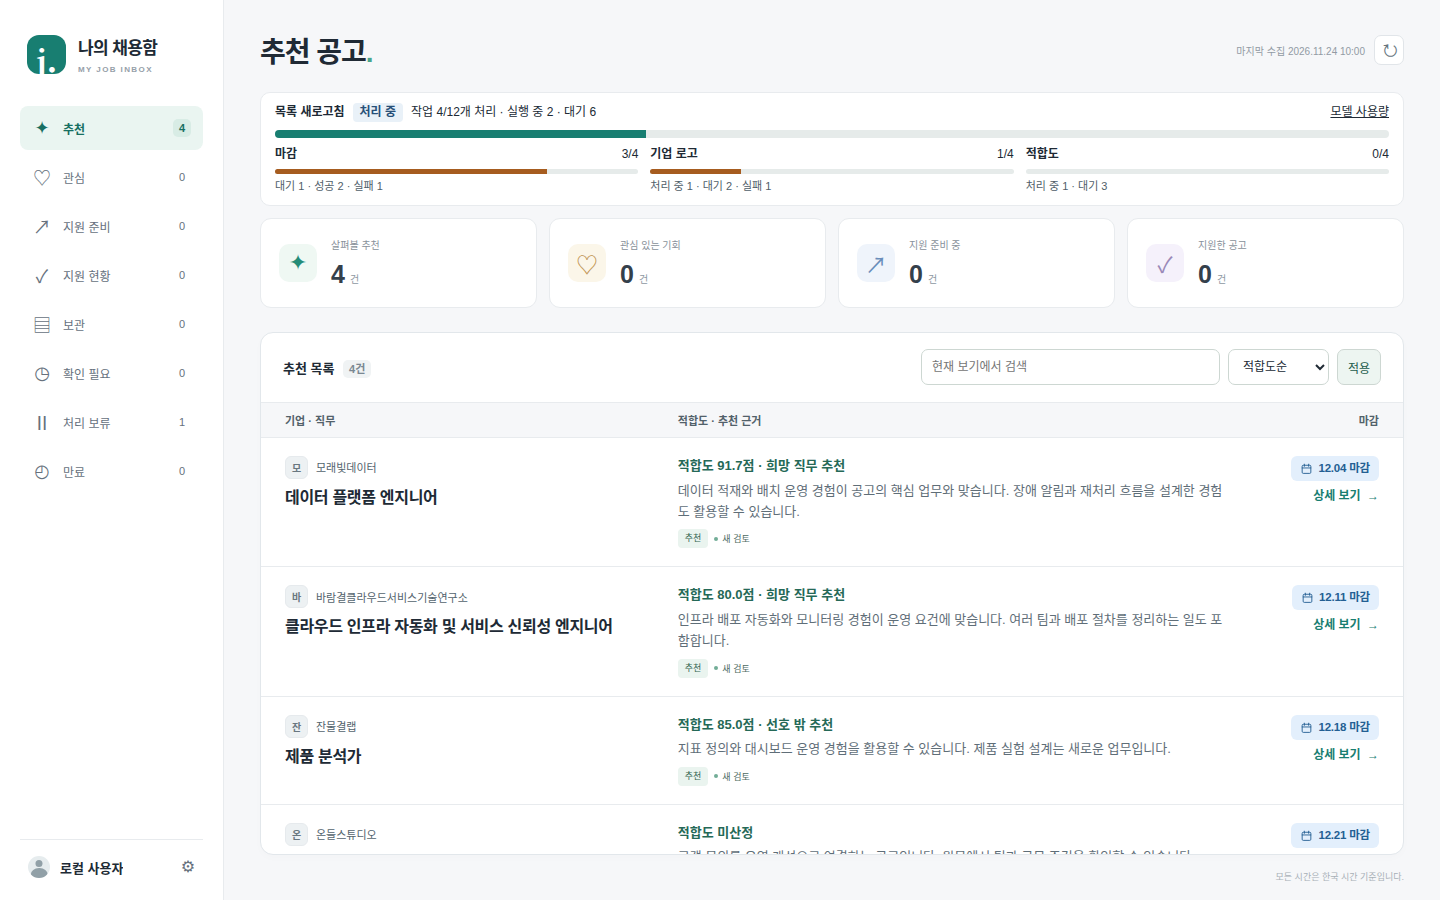 j.
나의 채용함
MY JOB INBOX
추천 4
관심 0
지원 준비 0
지원 현황 0
보관 0
확인 필요 0
처리 보류 1
만료 0
로컬 사용자
추천 공고.
마지막 수집 2026.11.24 10:00
목록 새로고침 처리 중 작업 4/12개 처리 · 실행 중 2 · 대기 6 모델 사용량
마감 3/4 기업 로고 1/4 적합도 0/4
대기 1 · 성공 2 · 실패 1 처리 중 1 · 대기 2 · 실패 1 처리 중 1 · 대기 3
살펴볼 추천
4 건
관심 있는 기회
0 건
지원 준비 중
0 건
지원한 공고
0 건
추천 목록 4건 현재 보기에서 검색 적합도순 적용
기업 · 직무 적합도 · 추천 근거 마감
모 모래빛데이터
데이터 플랫폼 엔지니어
적합도 91.7점 · 희망 직무 추천
데이터 적재와 배치 운영 경험이 공고의 핵심 업무와 맞습니다. 장애 알림과 재처리 흐름을 설계한 경험
도 활용할 수 있습니다.
추천 새 검토
12.04 마감
상세 보기 →
바 바람결클라우드서비스기술연구소
클라우드 인프라 자동화 및 서비스 신뢰성 엔지니어
적합도 80.0점 · 희망 직무 추천
인프라 배포 자동화와 모니터링 경험이 운영 요건에 맞습니다. 여러 팀과 배포 절차를 정리하는 일도 포
함합니다.
추천 새 검토
12.11 마감
상세 보기 →
잔 잔물결랩
제품 분석가
적합도 85.0점 · 선호 밖 추천
지표 정의와 대시보드 운영 경험을 활용할 수 있습니다. 제품 실험 설계는 새로운 업무입니다.
추천 새 검토
12.18 마감
상세 보기 →
온 온들스튜디오
적합도 미산정
12.21 마감
모든 시간은 한국 시간 기준입니다.